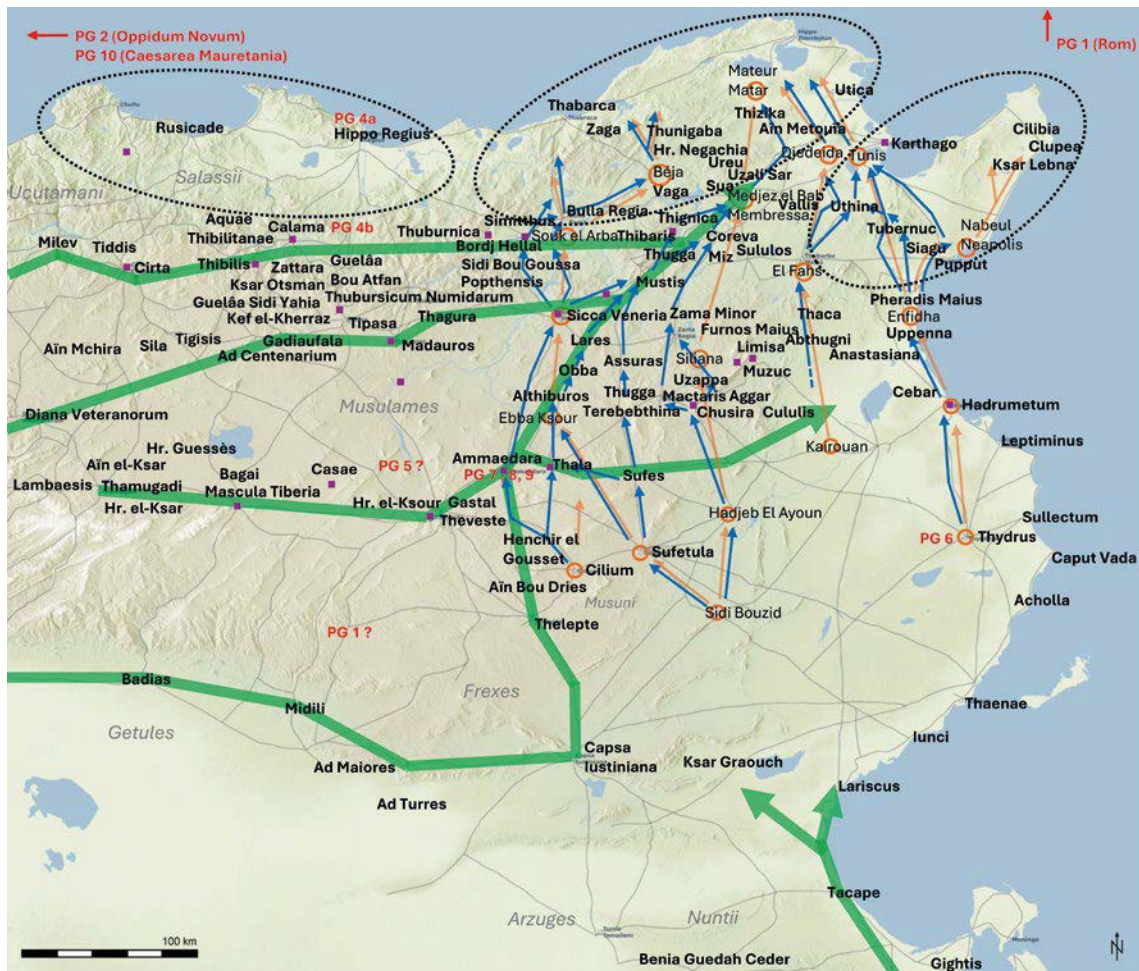 PG 2 (Oppidum Novum)
PG 10 (Caesarea Mauretania)
PG 1 (Rom)
Mateur
Matar
Utica
Thabarca
Thizika
Rusicade
PG 4a
Hippo Regius
Zaga
Thunigaba
Aïn Metouna
Cilibia
Clupea
Ksar Lebna
Hr. Negachia
Karthago
Ucutamani
Salassii
Ureu
Djedeida
Tunis
Béja
Uzali Sar
Vaga
Sua
Medjez el Bab
Vallis
Uthina
Membressa
Bulla Regia
Nabeul
Neapolis
Aquae
Thibilitanae
Calama
PG 4b
Thuburnica
Simitthus
Souk el Arba
Thignica
Thibaris
Coreva
Tubernuc
Siagu
Pupput
Milev
Tiddis
Cirta
Thibilis
Zattara
Guelâa
Bou Atfan
Bordj Hellal
Sidi Bou Goussa
Popthensis
Thugga
Miz
Sululos
El Fahs
Ksar Otsman
Mustis
Guelâa Sidi Yahia
Thubursicum Numidarum
Pheradis Maius
Enfidha
Kef el-Kherraz
Tipasa
Thagura
Sicca Veneria
Zama Minor
Thaca
Uppenna
Furnos Maius
Abthugni
Aïn Mchira
Sila
Tigisis
Gadiaufala
Madauros
Lares
Limisa
Anastasiana
Ad Centenarium
Assuras
Siliana
Muzuc
Obba
Uzappa
Cebar
Althiburos
Thugga
Terebebthina
Mactaris
Aggar
Hadrumetum
Diana Veteranorum
Musulames
Ebba Ksour
Chusira
Cululis
Hr. Guessès
Kairouan
Leptiminus
Aïn el-Ksar
Bagai
Casae
PG 5 ?
Ammaedara
PG 7, 8, 9
Thala
Sufes
Lambaesis
Thamugadi
Mascula
Tiberia
Hr. el-Ksar
Hr. el-Ksour
Gastal
Theveste
Hadjeb El Ayoun
Sullectum
Henchir el
Gousset
Sufetula
PG 6
Thydrus
Caput Vada
Cilium
Aïn Bou Dries
Musuni
Acholla
Sidi Bouzid
Thelepte
PG 1 ?
Badias
Frexes
Thaenae
Midili
Getules
Iunci
Capsa
Iustiniana
Ksar Graouch
Ad Maiores
Lariscus
Ad Turres
Tacape
Arzuges
Nuntii
100 km
N
Benia Guedah Ceder
Gightis